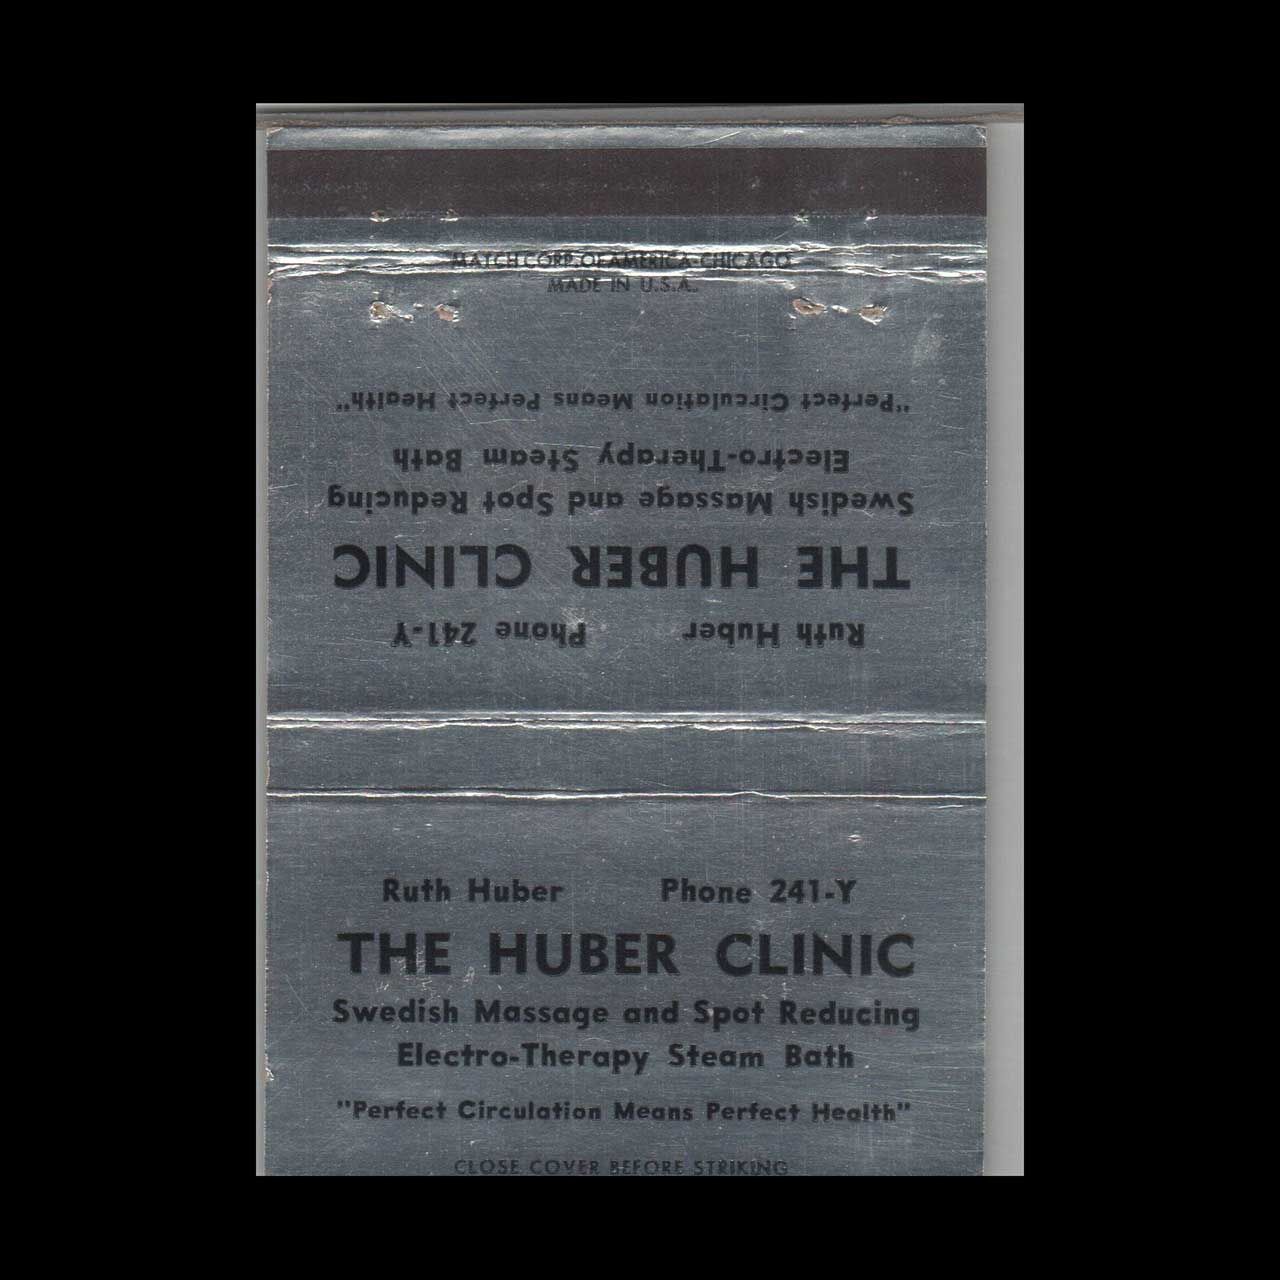 MATCH CORP. OF AMERICA-CHICAGO
MADE IN U.S.A.
"Perfect Circulation Means Perfect Health"
Electro-Therapy Steam Bath
Swedish Massage and Spot Reducing
THE HUBER CLINIC
Ruth Huber Phone 241-Y
Ruth Huber Phone 241-Y
THE HUBER CLINIC
Swedish Massage and Spot Reducing
Electro-Therapy Steam Bath
"Perfect Circulation Means Perfect Health"
CLOSE COVER BEFORE STRIKING